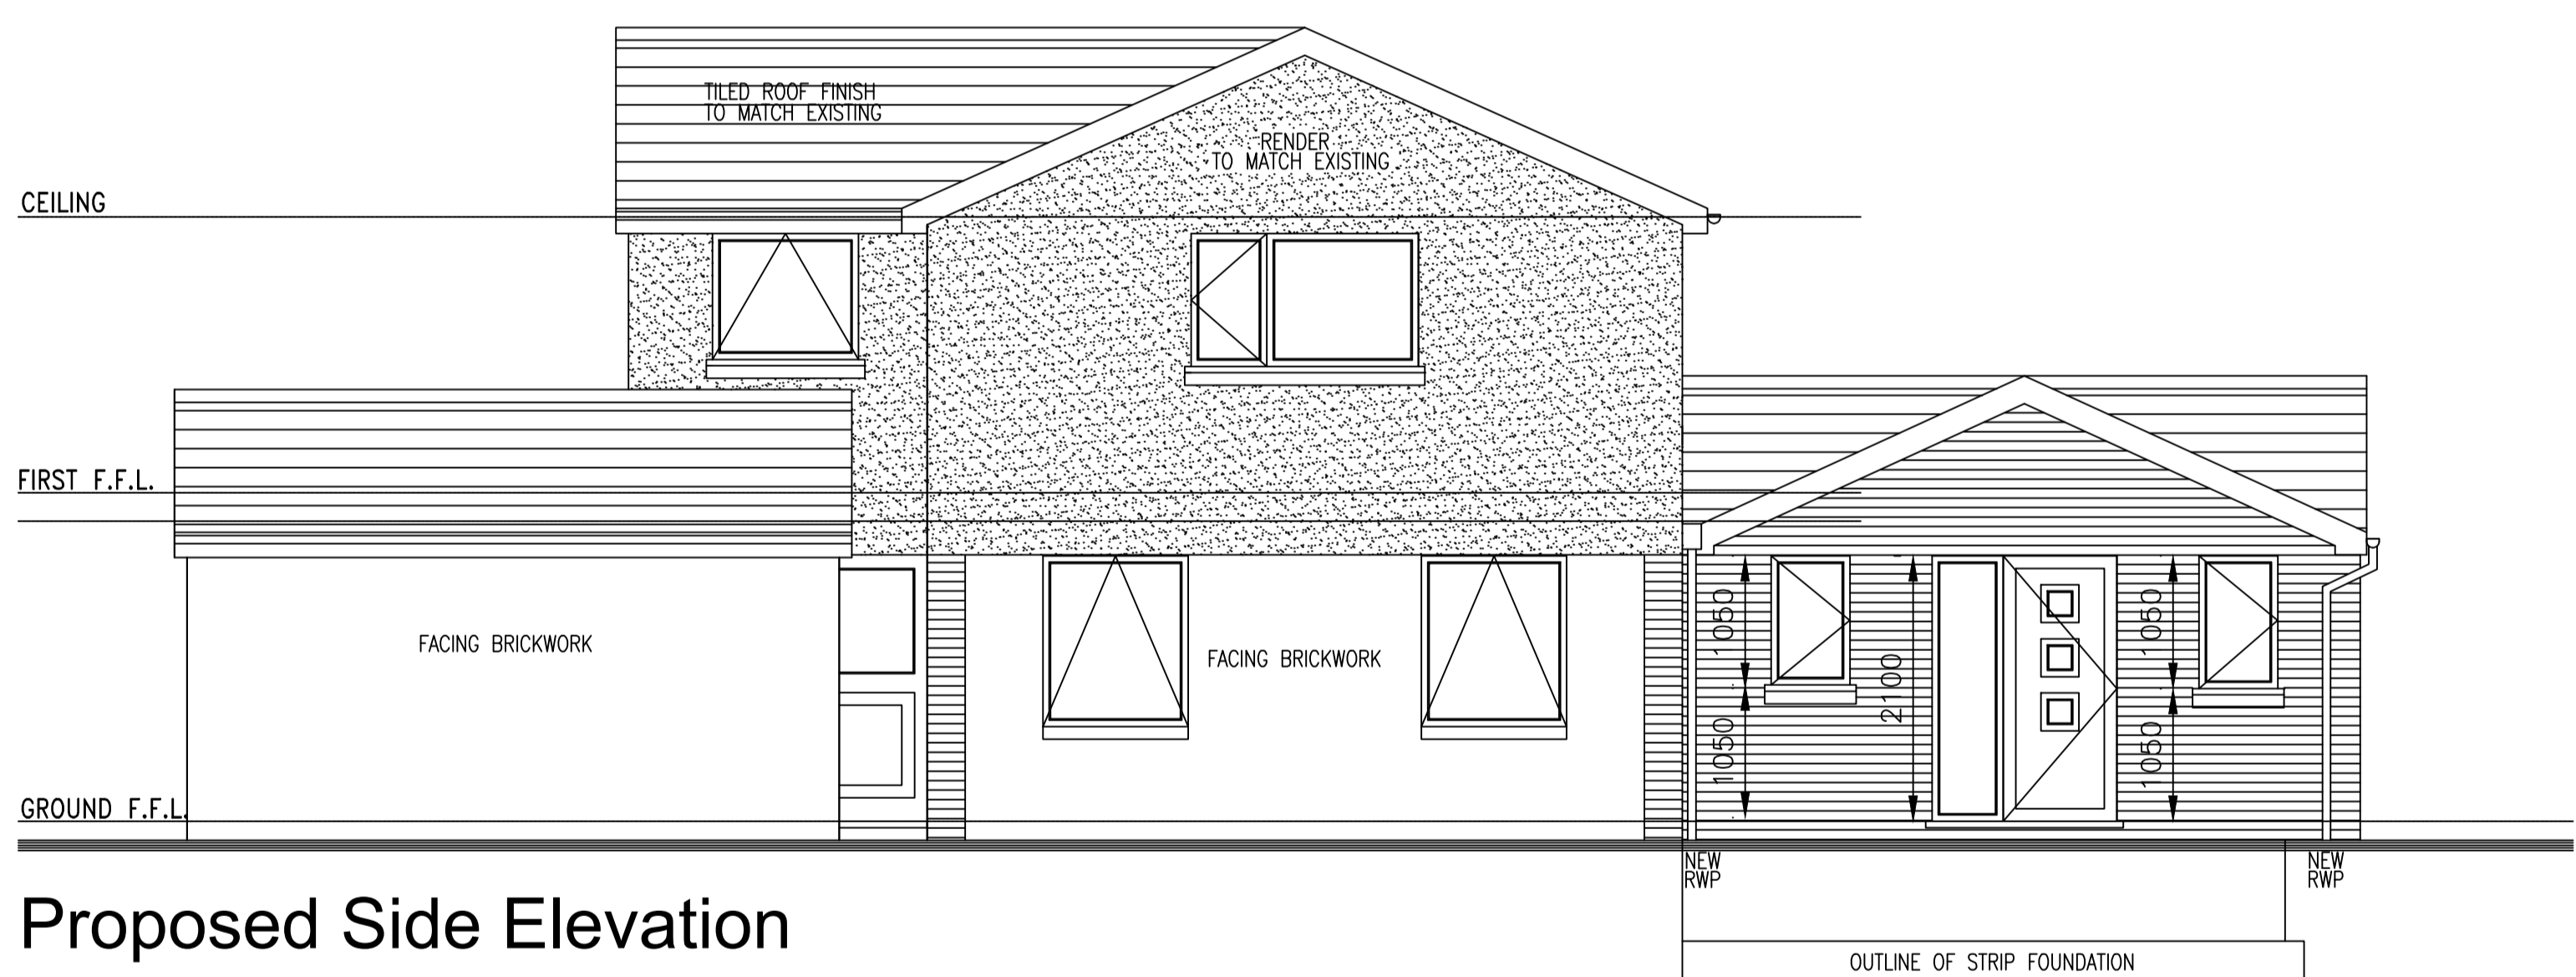 TILED ROOF FINISH
TO MATCH EXISTING
RENDER
TO MATCH EXISTING
CEILING
FIRST F.F.L.
FACING BRICKWORK
FACING BRICKWORK
1050
1050
2100
1050
1050
GROUND F.F.L.
NEW
RWP
NEW
RWP
Proposed Side Elevation
OUTLINE OF STRIP FOUNDATION